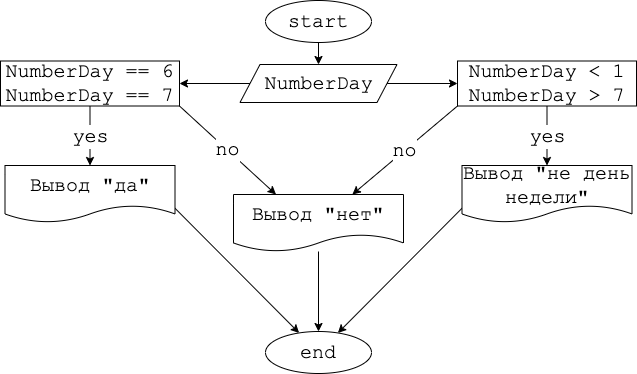 start
NumberDay == 6
NumberDay == 7
NumberDay
NumberDay < 1
NumberDay > 7
yes
no
no
yes
Вывод "да"
Вывод "нет"
Вывод "не день
недели"
end